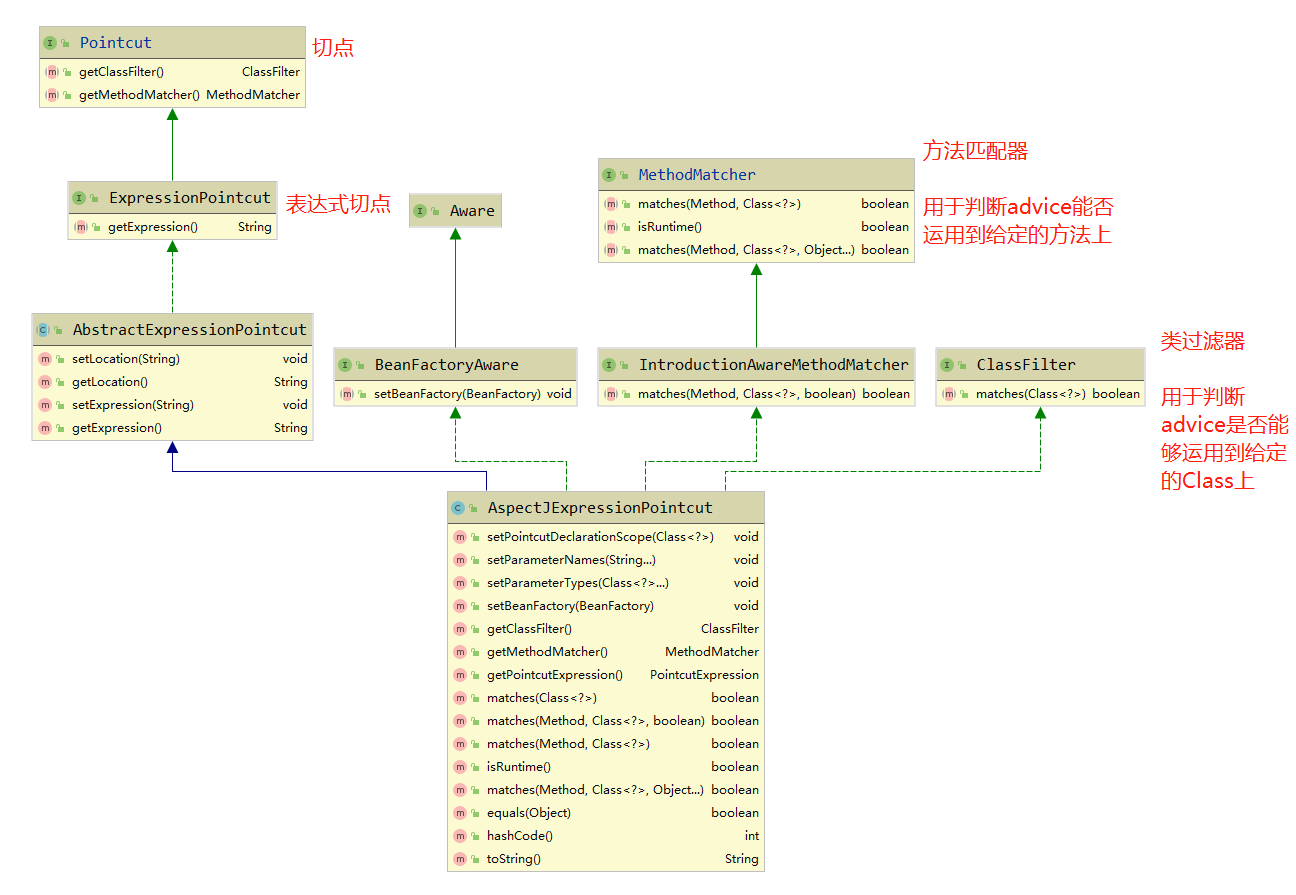 Pointcut
getClassFilter() ClassFilter
getMethodMatcher() MethodMatcher
切点
ExpressionPointcut
getExpression() String
表达式切点
Aware
MethodMatcher
matches(Method, Class<?>) boolean
isRuntime() boolean
matches(Method, Class<?>, Object...) boolean
方法匹配器
用于判断advice能否
运用到给定的方法上
AbstractExpressionPointcut
setLocation(String) void
getLocation() String
setExpression(String) void
getExpression() String
BeanFactoryAware
setBeanFactory(BeanFactory) void
IntroductionAwareMethodMatcher
matches(Method, Class<?>, boolean) boolean
ClassFilter
matches(Class<?>) boolean
类过滤器
用于判断
advice是否能
够运用到给定
的Class上
AspectJExpressionPointcut
setPointcutDeclarationScope(Class<?>) void
setParameterNames(String...) void
setParameterTypes(Class<?>...) void
setBeanFactory(BeanFactory) void
getClassFilter() ClassFilter
getMethodMatcher() MethodMatcher
getPointcutExpression() PointcutExpression
matches(Class<?>) boolean
matches(Method, Class<?>, boolean) boolean
matches(Method, Class<?>) boolean
isRuntime() boolean
matches(Method, Class<?>, Object...) boolean
equals(Object) boolean
hashCode() int
toString() String